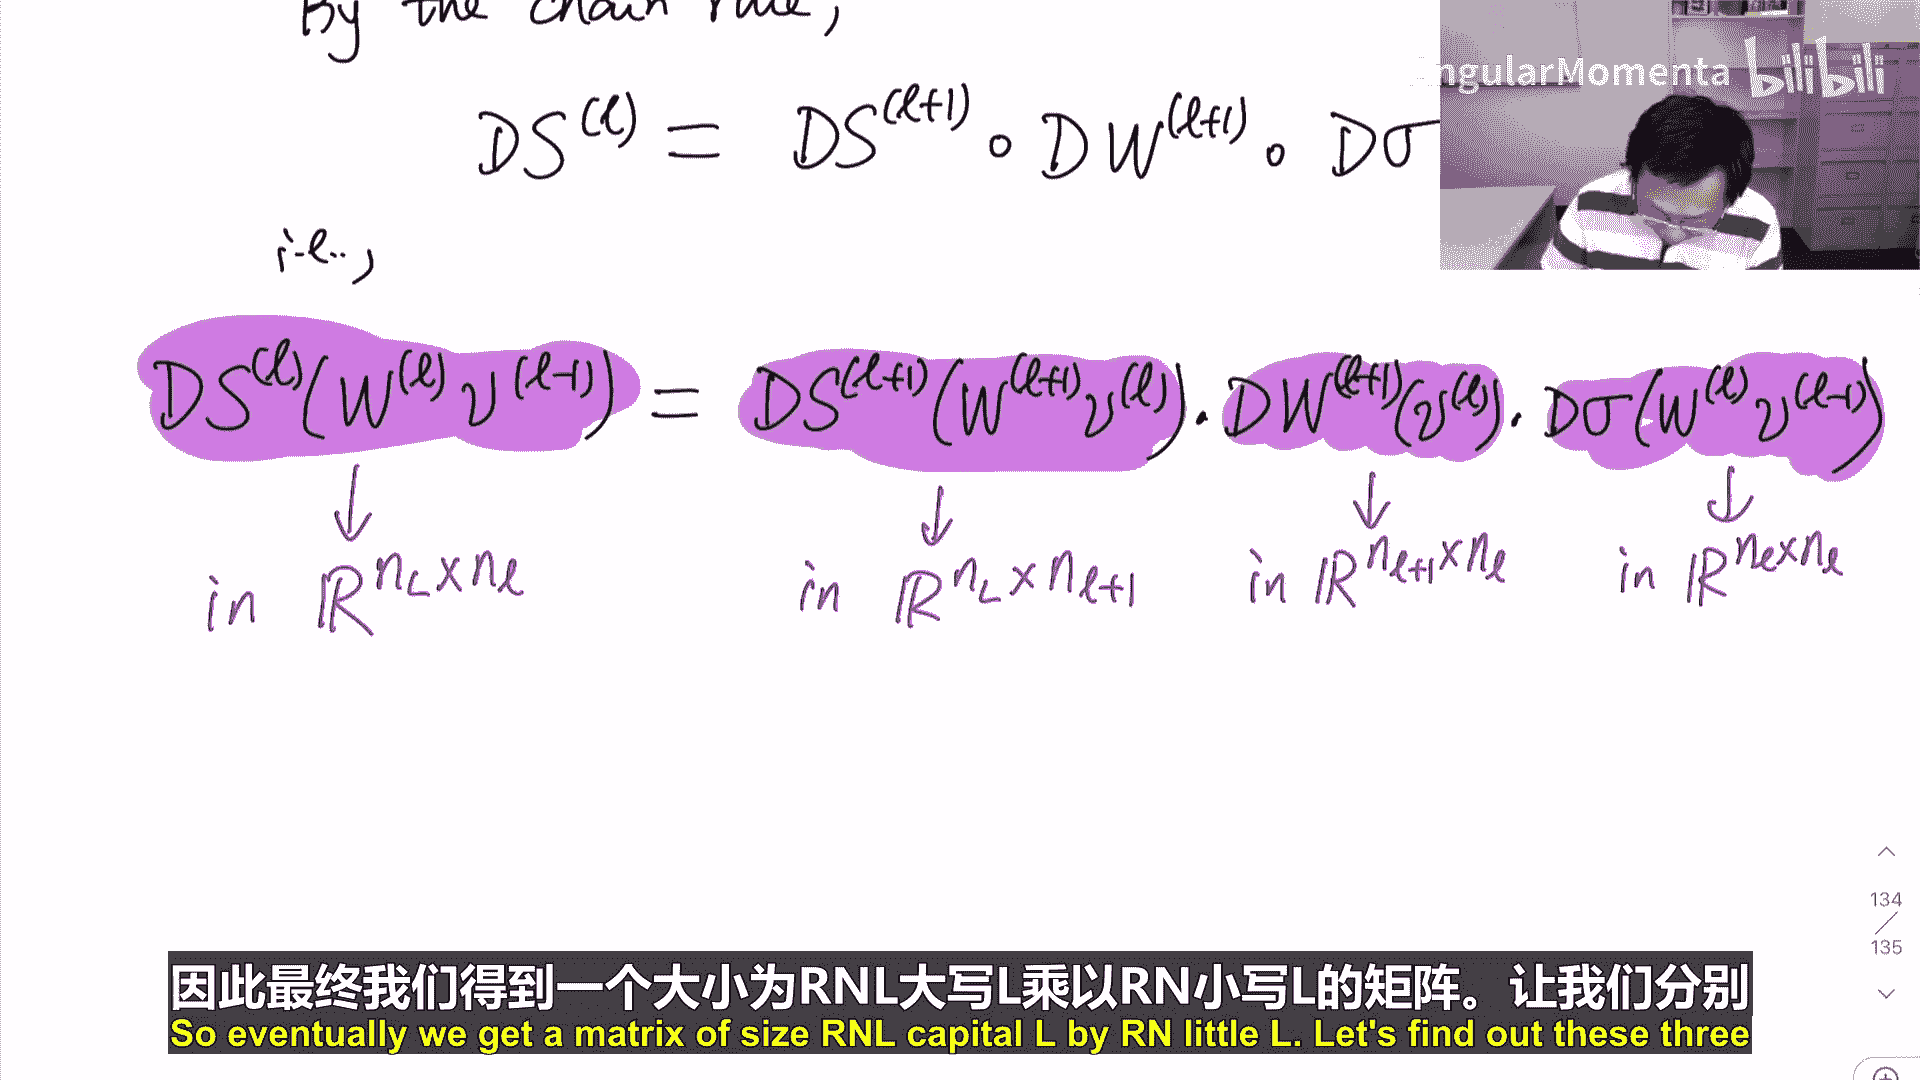 By the chain rule,
ngularMomenta bilibili
DS^(l) = DS^(l+1) ∘ DW^(l+1) ∘ Dσ
i.e.,
DS^(l)(W^(l) v^(l-1)) = DS^(l+1)(W^(l+1) v^(l)) · DW^(l+1)(v^(l)) · Dσ(W^(l) v^(l-1))
in ℝ^{n_L × n_l} in ℝ^{n_L × n_{l+1}} in ℝ^{n_{l+1} × n_l} in ℝ^{n_l × n_l}
134
135
因此最终我们得到一个大小为RNL大写L乘以RN小写L的矩阵。让我们分别
So eventually we get a matrix of size RNL capital L by RN little L. Let's find out these three